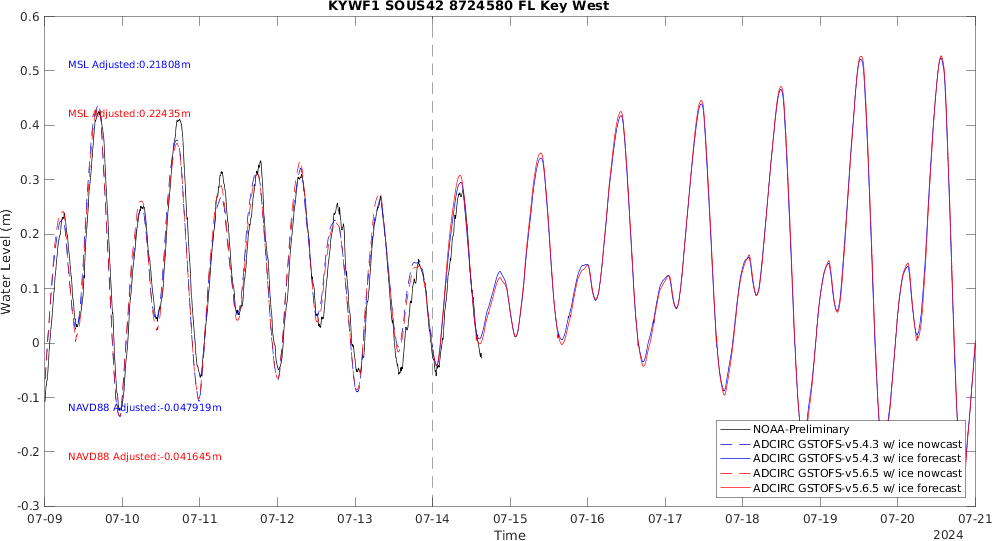 KYWF1 SOUS42 8724580 FL Key West
0.6
0.5
0.4
0.3
0.2
0.1
0
-0.1
-0.2
-0.3
Water Level (m)
MSL Adjusted:0.21808m
MSL Adjusted:0.22435m
NAVD88 Adjusted:-0.047919m
NAVD88 Adjusted:-0.041645m
NOAA-Preliminary
ADCIRC GSTOFS-v5.4.3 w/ ice nowcast
ADCIRC GSTOFS-v5.4.3 w/ ice forecast
ADCIRC GSTOFS-v5.6.5 w/ ice nowcast
ADCIRC GSTOFS-v5.6.5 w/ ice forecast
07-09 07-10 07-11 07-12 07-13 07-14 07-15 07-16 07-17 07-18 07-19 07-20 07-21
Time
2024